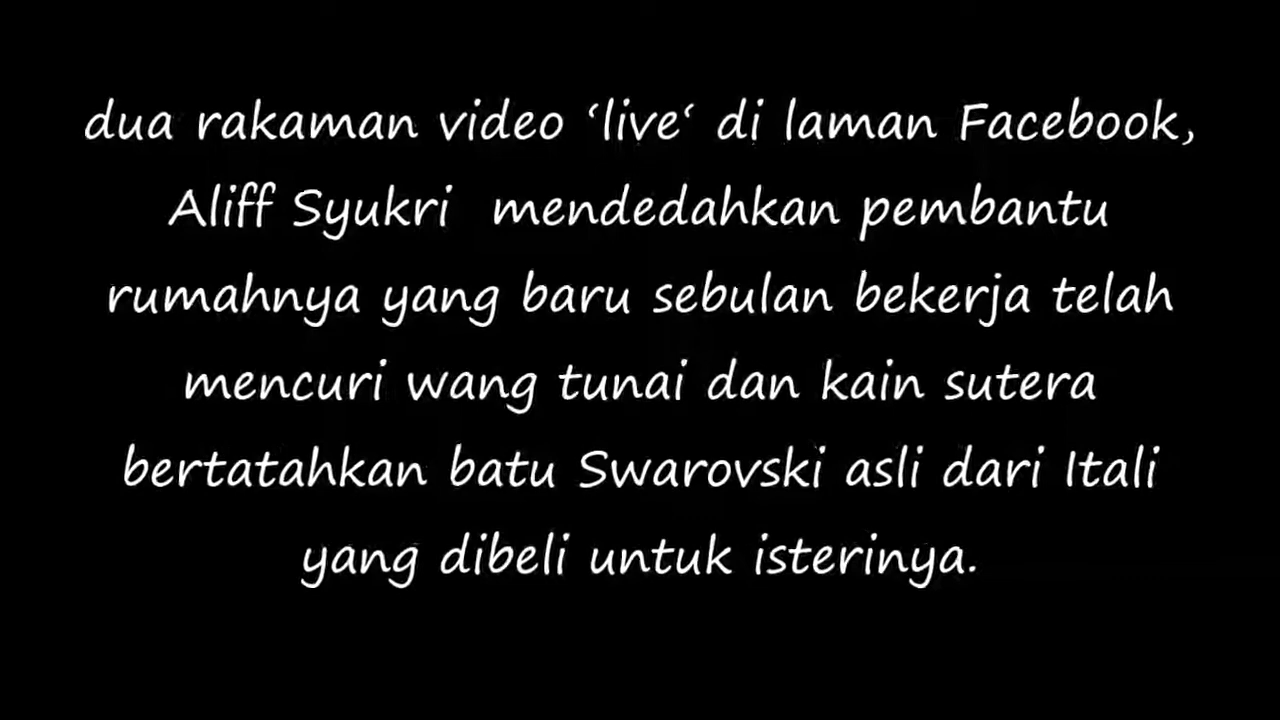 dua rakaman video ‘live‘ di laman Facebook,
Aliff Syukri mendedahkan pembantu
rumahnya yang baru sebulan bekerja telah
mencuri wang tunai dan kain sutera
bertatahkan batu Swarovski asli dari Itali
yang dibeli untuk isterinya.